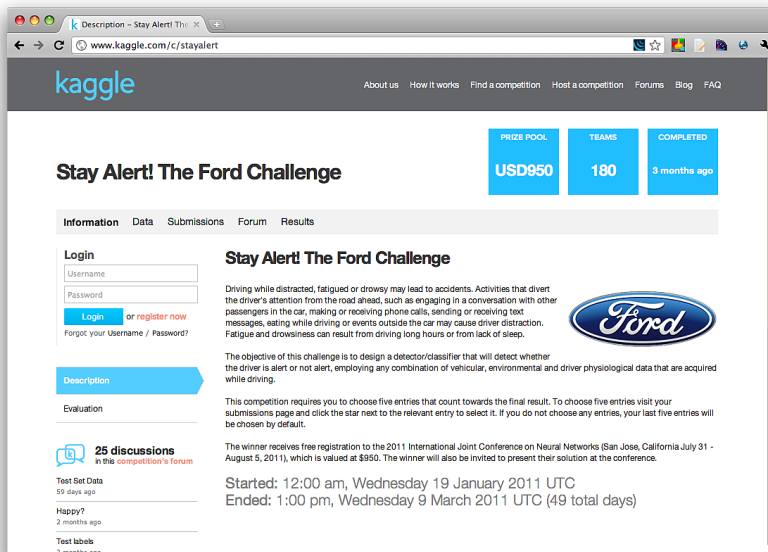 Description – Stay Alert! The
www.kaggle.com/c/stayalert
kaggle
About us How it works Find a competition Host a competition Forums Blog FAQ
PRIZE POOL
USD950
TEAMS
180
COMPLETED
3 months ago
Stay Alert! The Ford Challenge
Information Data Submissions Forum Results
Login
Username
Password
Login or register now
Forgot your Username / Password?
Description
Evaluation
25 discussions
in this competition's forum
Test Set Data
59 days ago
Happy?
2 months ago
Test labels
2 months ago
Stay Alert! The Ford Challenge
Driving while distracted, fatigued or drowsy may lead to accidents. Activities that divert
the driver's attention from the road ahead, such as engaging in a conversation with other
passengers in the car, making or receiving phone calls, sending or receiving text
messages, eating while driving or events outside the car may cause driver distraction.
Fatigue and drowsiness can result from driving long hours or from lack of sleep.
Ford
The objective of this challenge is to design a detector/classifier that will detect whether
the driver is alert or not alert, employing any combination of vehicular, environmental and driver physiological data that are acquired
while driving.
This competition requires you to choose five entries that count towards the final result. To choose five entries visit your
submissions page and click the star next to the relevant entry to select it. If you do not choose any entries, your last five entries will
be chosen by default.
The winner receives free registration to the 2011 International Joint Conference on Neural Networks (San Jose, California July 31 -
August 5, 2011), which is valued at $950. The winner will also be invited to present their solution at the conference.
Started: 12:00 am, Wednesday 19 January 2011 UTC
Ended: 1:00 pm, Wednesday 9 March 2011 UTC (49 total days)